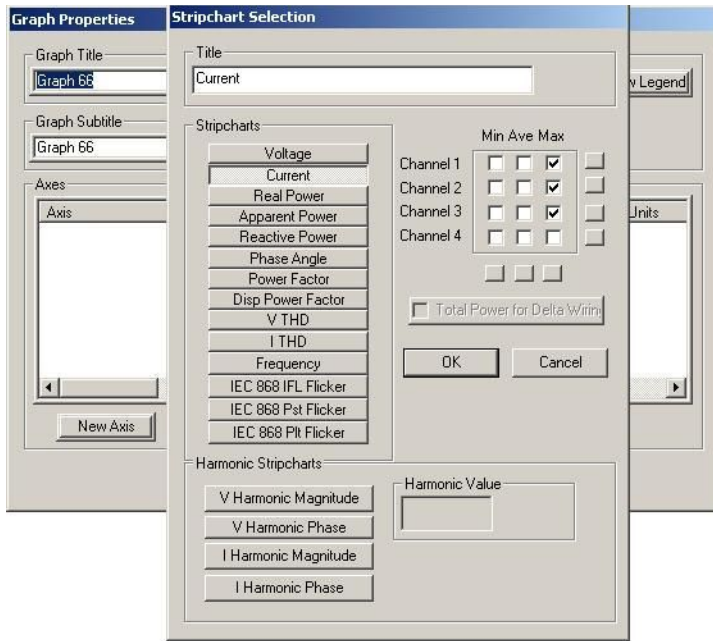 Graph Properties
Graph Title
Graph 66
w Legend
Graph Subtitle
Graph 66
Axes
Axis
Units
New Axis
Stripchart Selection
Title
Current
Stripcharts
Voltage
Current
Real Power
Apparent Power
Reactive Power
Phase Angle
Power Factor
Disp Power Factor
V THD
I THD
Frequency
IEC 868 IFL Flicker
IEC 868 Pst Flicker
IEC 868 Plt Flicker
Min Ave Max
Channel 1
Channel 2
Channel 3
Channel 4
Total Power for Delta Wiring
OK
Cancel
Harmonic Stripcharts
V Harmonic Magnitude
V Harmonic Phase
I Harmonic Magnitude
I Harmonic Phase
Harmonic Value